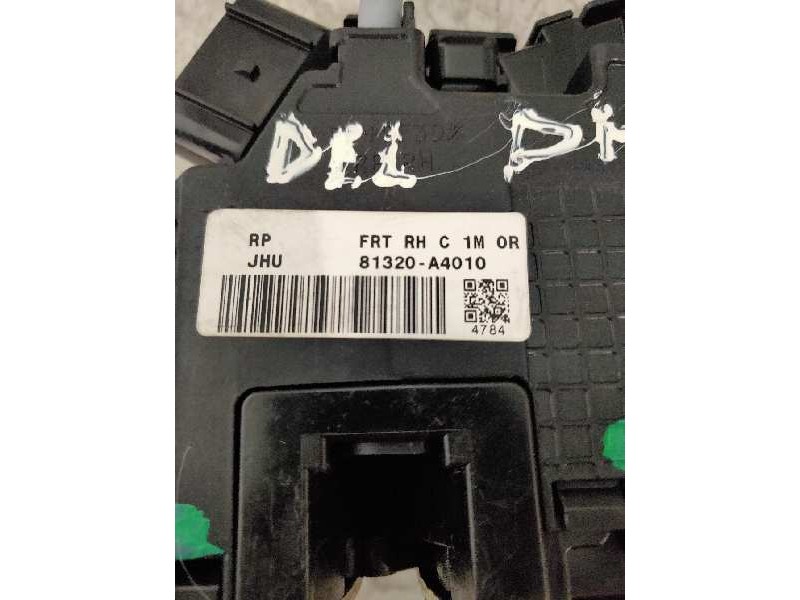 DEL
RP FRT RH C 1M 0R
JHU 81320-A4010
4784